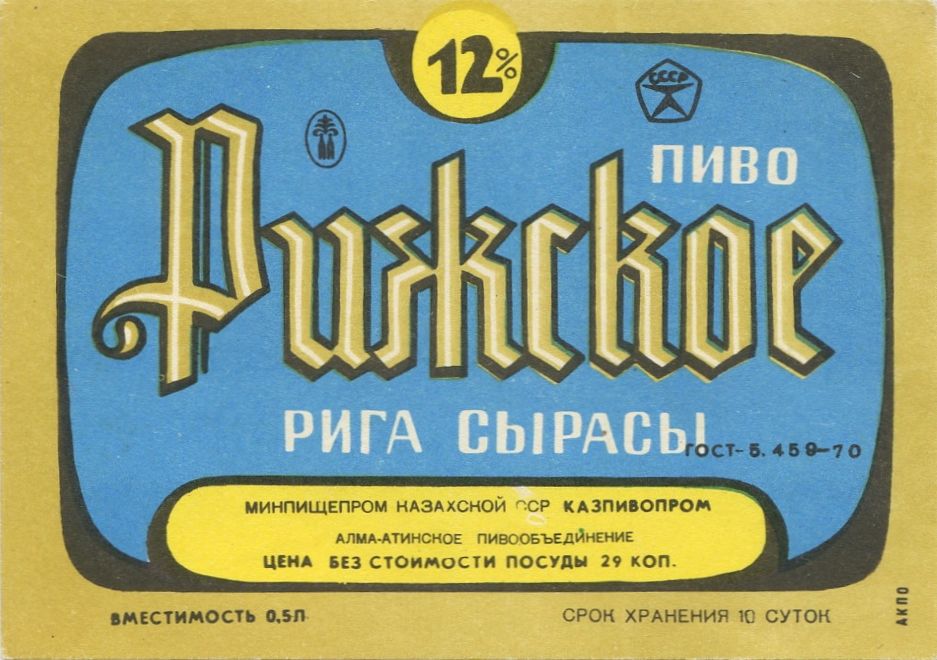 12%
СССР
ПИВО
Рижское
РИГА СЫРАСЫ
ГОСТ-5.459-70
МИНПИЩЕПРОМ КАЗАХСКОЙ ССР КАЗПИВОПРОМ
АЛМА-АТИНСКОЕ ПИВООБЪЕДИНЕНИЕ
ЦЕНА БЕЗ СТОИМОСТИ ПОСУДЫ 29 КОП.
ВМЕСТИМОСТЬ 0,5Л
СРОК ХРАНЕНИЯ 10 СУТОК
АКПО